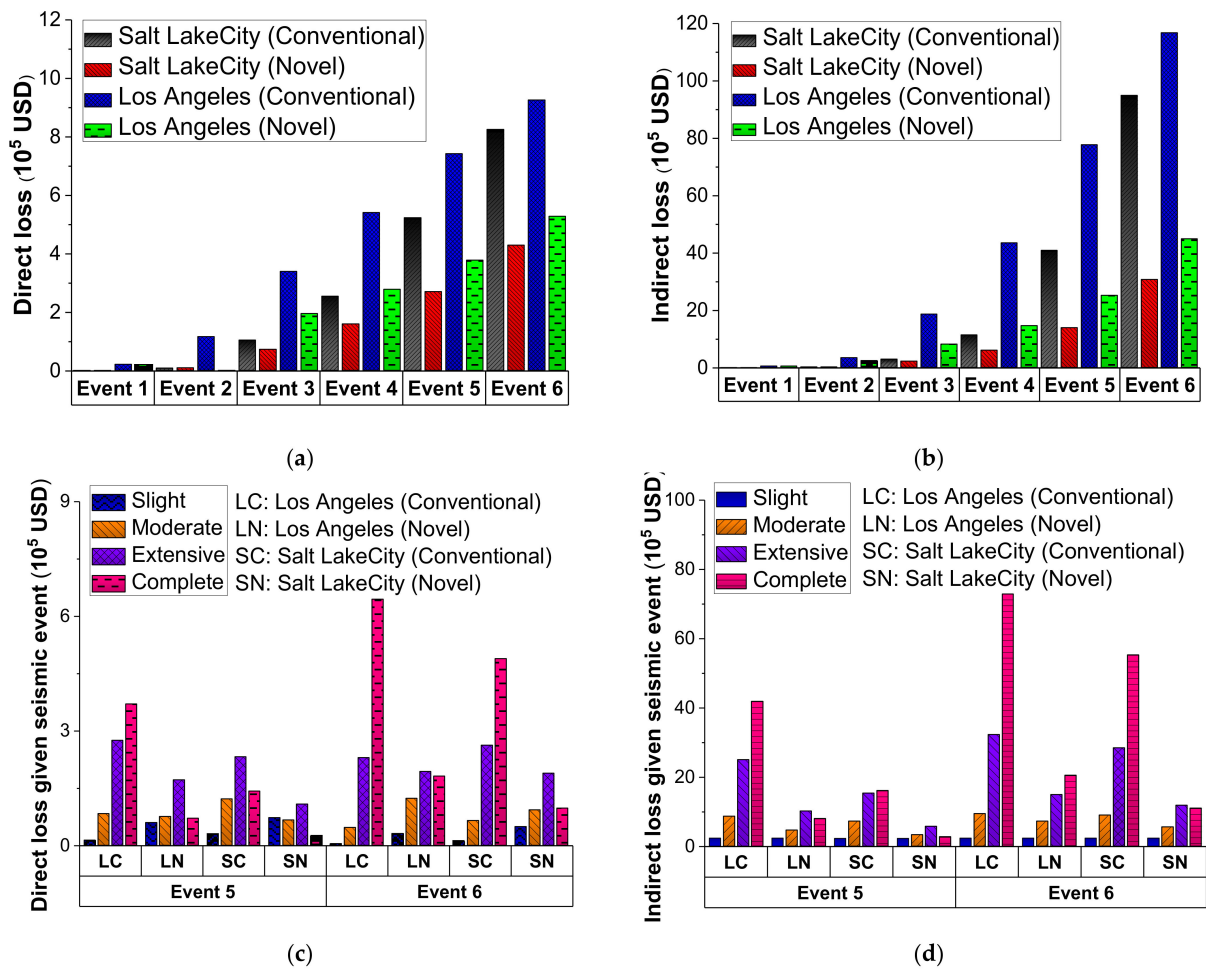 12
10
8
6
4
2
0
Direct loss (10⁵ USD)
Salt LakeCity (Conventional)
Salt LakeCity (Novel)
Los Angeles (Conventional)
Los Angeles (Novel)
Event 1 Event 2 Event 3 Event 4 Event 5 Event 6
(a)
120
100
80
60
40
20
0
Indirect loss (10⁵ USD)
Salt LakeCity (Conventional)
Salt LakeCity (Novel)
Los Angeles (Conventional)
Los Angeles (Novel)
Event 1 Event 2 Event 3 Event 4 Event 5 Event 6
(b)
9
6
3
0
Direct loss given seismic event (10⁵ USD)
Slight
Moderate
Extensive
Complete
LC: Los Angeles (Conventional)
LN: Los Angeles (Novel)
SC: Salt LakeCity (Conventional)
SN: Salt LakeCity (Novel)
LC LN SC SN LC LN SC SN
Event 5 Event 6
(c)
100
80
60
40
20
0
Indirect loss given seismic event (10⁵ USD)
Slight
Moderate
Extensive
Complete
LC: Los Angeles (Conventional)
LN: Los Angeles (Novel)
SC: Salt LakeCity (Conventional)
SN: Salt LakeCity (Novel)
LC LN SC SN LC LN SC SN
Event 5 Event 6
(d)